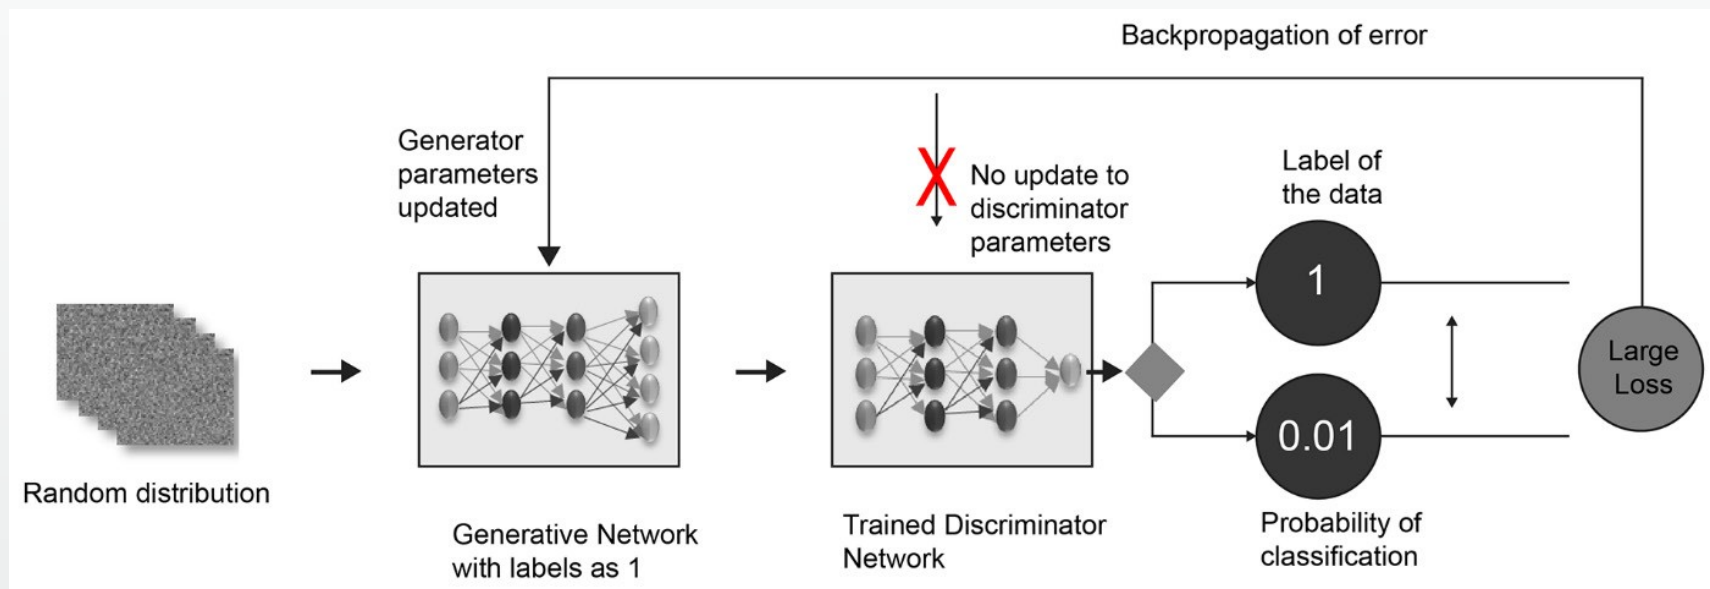 Backpropagation of error
Generator
parameters
updated
No update to
discriminator
parameters
Label of
the data
1
Large
Loss
0.01
Random distribution
Generative Network
with labels as 1
Trained Discriminator
Network
Probability of
classification